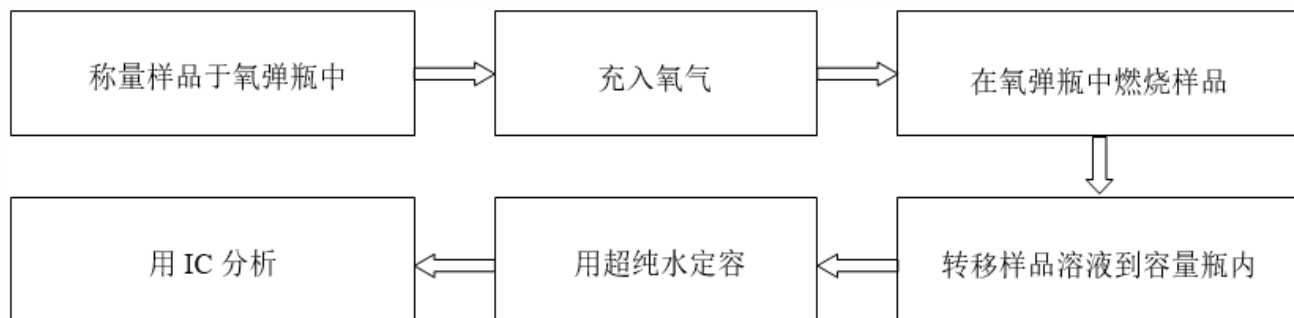 称量样品于氧弹瓶中
充入氧气
在氧弹瓶中燃烧样品
转移样品溶液到容量瓶内
用超纯水定容
用 IC 分析